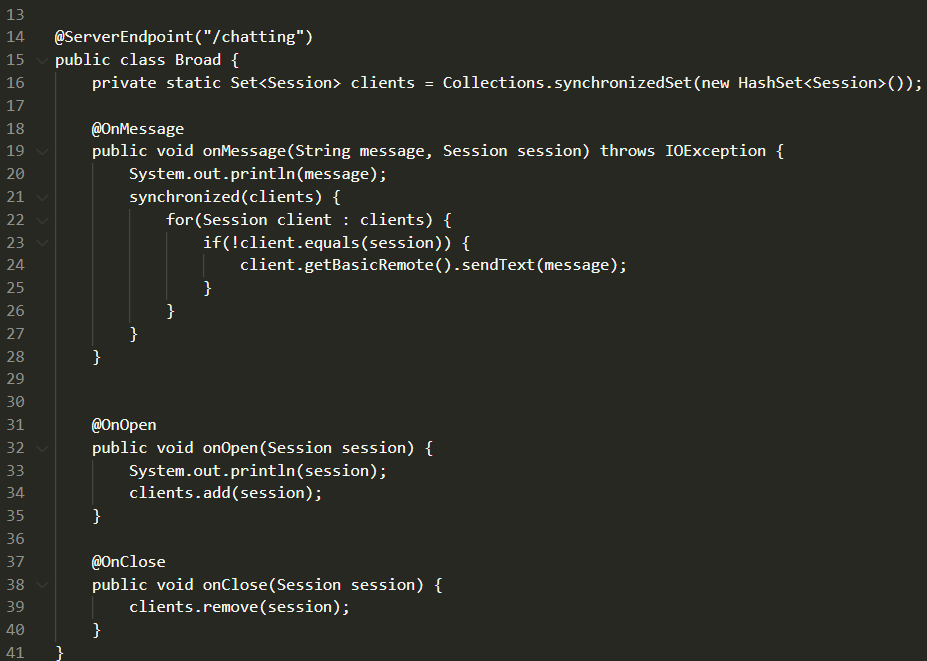 13
14 @ServerEndpoint("/chatting")
15 public class Broad {
16     private static Set<Session> clients = Collections.synchronizedSet(new HashSet<Session>());
17
18     @OnMessage
19     public void onMessage(String message, Session session) throws IOException {
20         System.out.println(message);
21         synchronized(clients) {
22             for(Session client : clients) {
23                 if(!client.equals(session)) {
24                     client.getBasicRemote().sendText(message);
25                 }
26             }
27         }
28     }
29
30
31     @OnOpen
32     public void onOpen(Session session) {
33         System.out.println(session);
34         clients.add(session);
35     }
36
37     @OnClose
38     public void onClose(Session session) {
39         clients.remove(session);
40     }
41 }